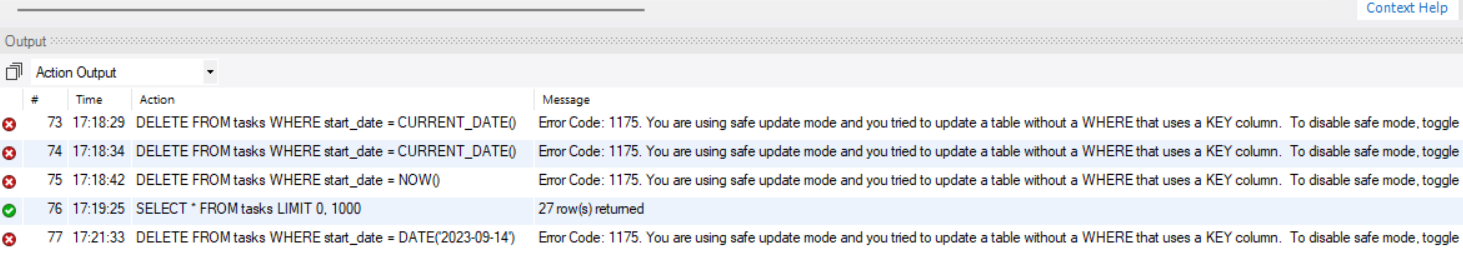 Context Help
Output
Action Output
# Time Action Message
73 17:18:29 DELETE FROM tasks WHERE start_date = CURRENT_DATE() Error Code: 1175. You are using safe update mode and you tried to update a table without a WHERE that uses a KEY column.  To disable safe mode, toggle
74 17:18:34 DELETE FROM tasks WHERE start_date = CURRENT_DATE() Error Code: 1175. You are using safe update mode and you tried to update a table without a WHERE that uses a KEY column.  To disable safe mode, toggle
75 17:18:42 DELETE FROM tasks WHERE start_date = NOW() Error Code: 1175. You are using safe update mode and you tried to update a table without a WHERE that uses a KEY column.  To disable safe mode, toggle
76 17:19:25 SELECT * FROM tasks LIMIT 0, 1000 27 row(s) returned
77 17:21:33 DELETE FROM tasks WHERE start_date = DATE('2023-09-14') Error Code: 1175. You are using safe update mode and you tried to update a table without a WHERE that uses a KEY column.  To disable safe mode, toggle